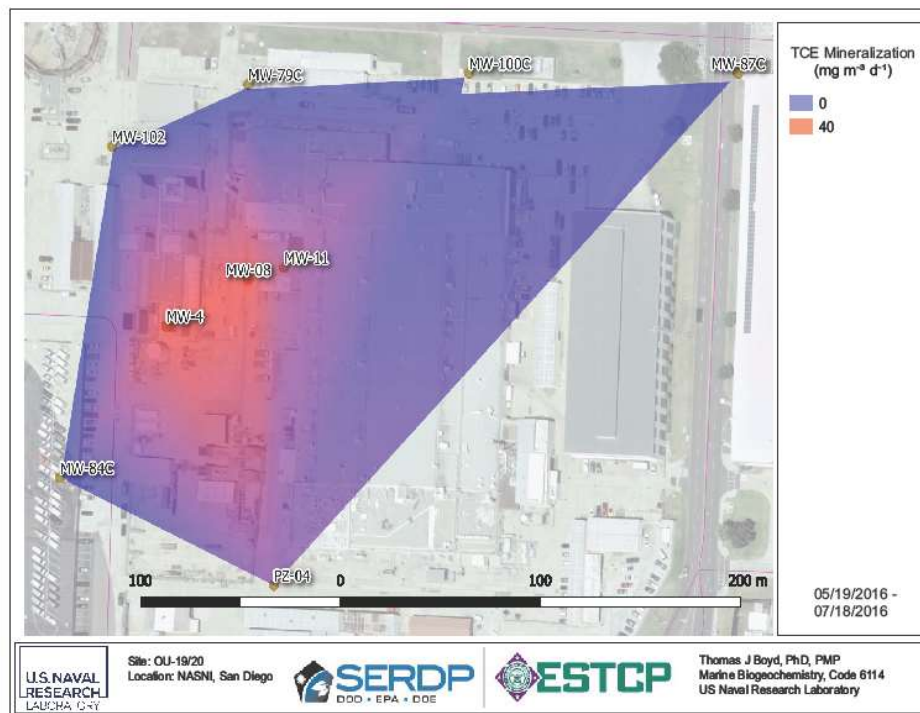 MW-79C
MW-100C
MW-87C
MW-102
MW-11
MW-08
MW-4
MW-84C
PZ-04
100 0 100 200 m
TCE Mineralization
(mg m⁻³ d⁻¹)
0
40
05/19/2016 -
07/18/2016
U.S. NAVAL
RESEARCH
LABORATORY
Site: OU-19/20
Location: NASNI, San Diego
SERDP
DOD • EPA • DOE
ESTCP
Thomas J Boyd, PhD, PMP
Marine Biogeochemistry, Code 6114
US Naval Research Laboratory